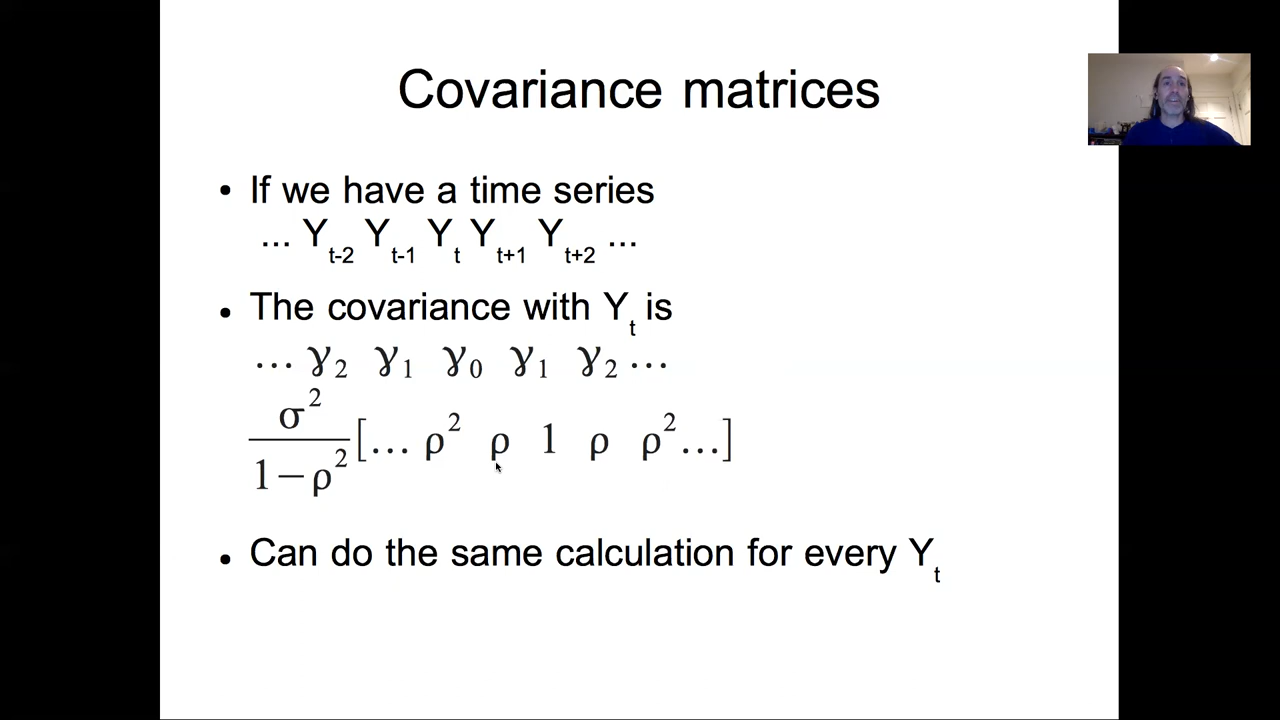 Covariance matrices
• If we have a time series
... Y_{t-2} Y_{t-1} Y_t Y_{t+1} Y_{t+2} ...
• The covariance with Y_t is
… γ_2 γ_1 γ_0 γ_1 γ_2 …
\frac{σ^2}{1−ρ^2} [… ρ^2 ρ 1 ρ ρ^2 …]
• Can do the same calculation for every Y_t